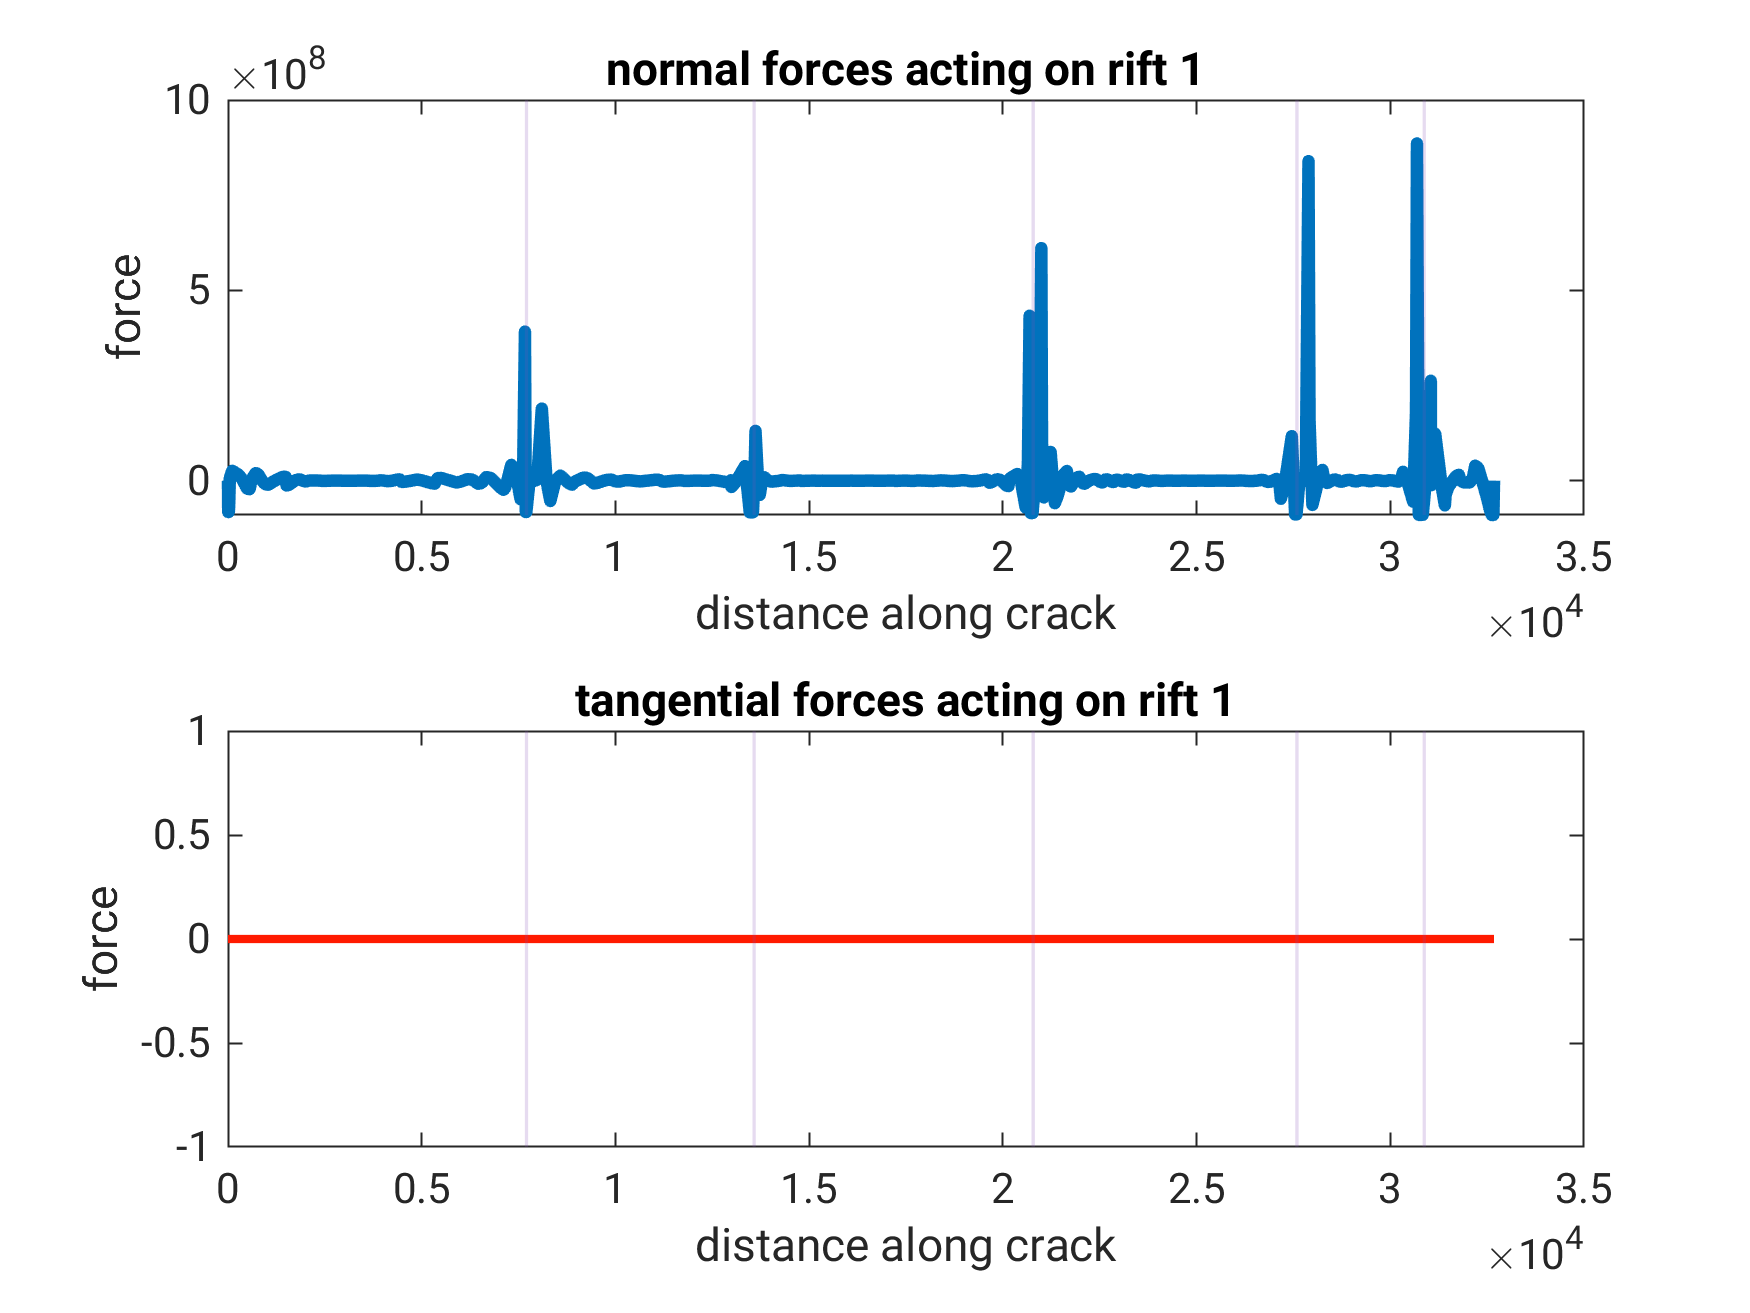 ×10^8
normal forces acting on rift 1
10
5
0
force
0 0.5 1 1.5 2 2.5 3 3.5
distance along crack
×10^4
tangential forces acting on rift 1
1
0.5
0
-0.5
-1
force
0 0.5 1 1.5 2 2.5 3 3.5
distance along crack
×10^4